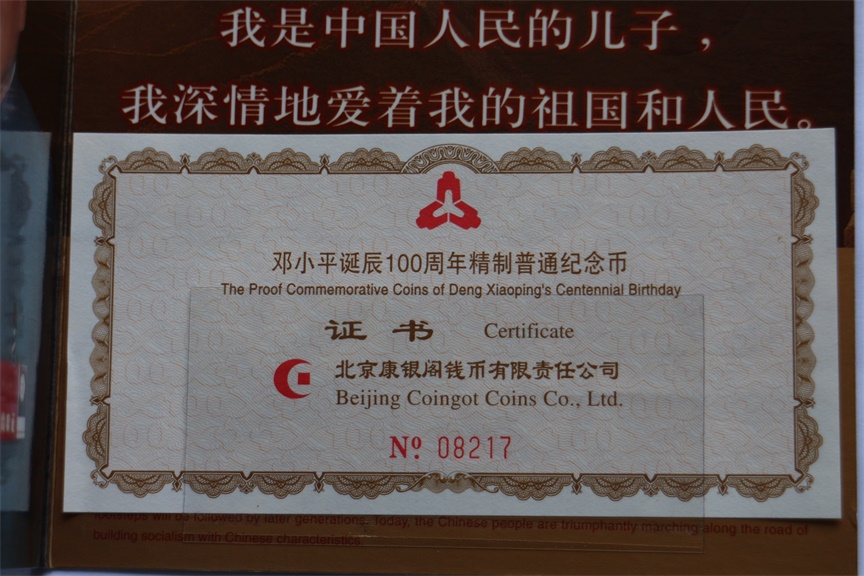 我是中国人民的儿子，
我深情地爱着我的祖国和人民。
邓小平诞辰100周年精制普通纪念币
The Proof Commemorative Coins of Deng Xiaoping's Centennial Birthday
证 书 Certificate
北京康银阁钱币有限责任公司
Beijing Coingot Coins Co., Ltd.
Nº 08217
footsteps will be followed by later generations. Today, the Chinese people are triumphantly marching along the road of
building socialism with Chinese characteristics.